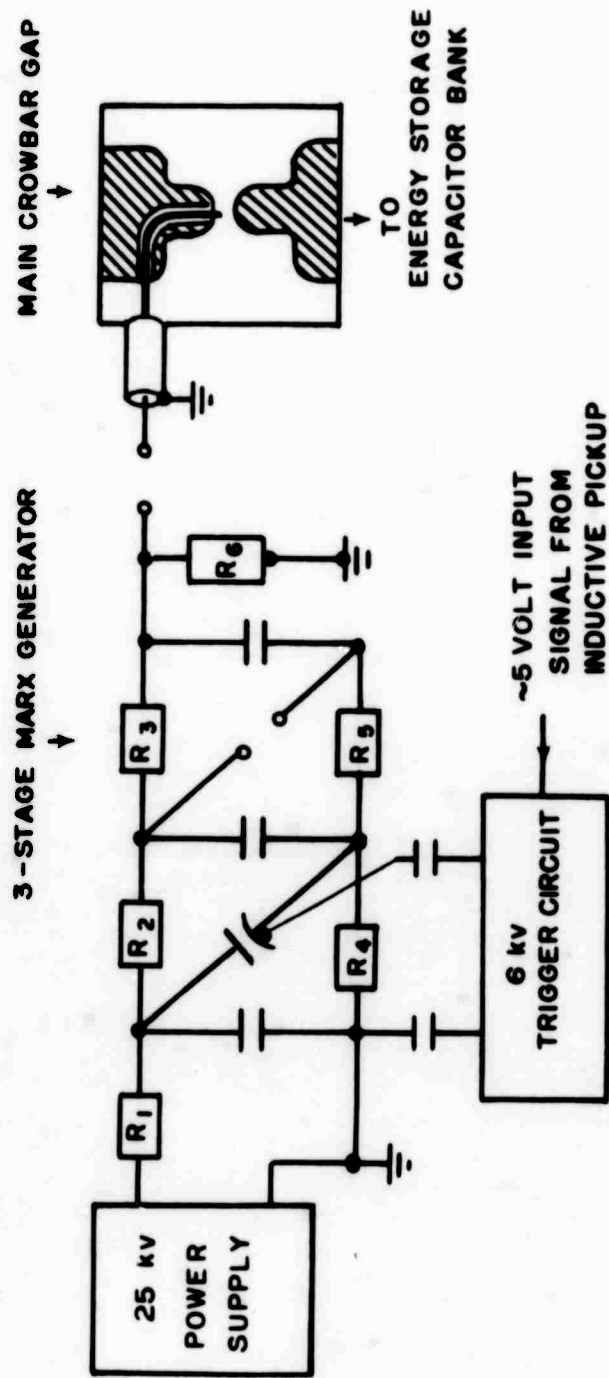 3-STAGE MARX GENERATOR
MAIN CROWBAR GAP
25 kV
POWER
SUPPLY
R1
R2
R3
R4
R5
R6
6 kV
TRIGGER CIRCUIT
~5 VOLT INPUT
SIGNAL FROM
INDUCTIVE PICKUP
TO
ENERGY STORAGE
CAPACITOR BANK